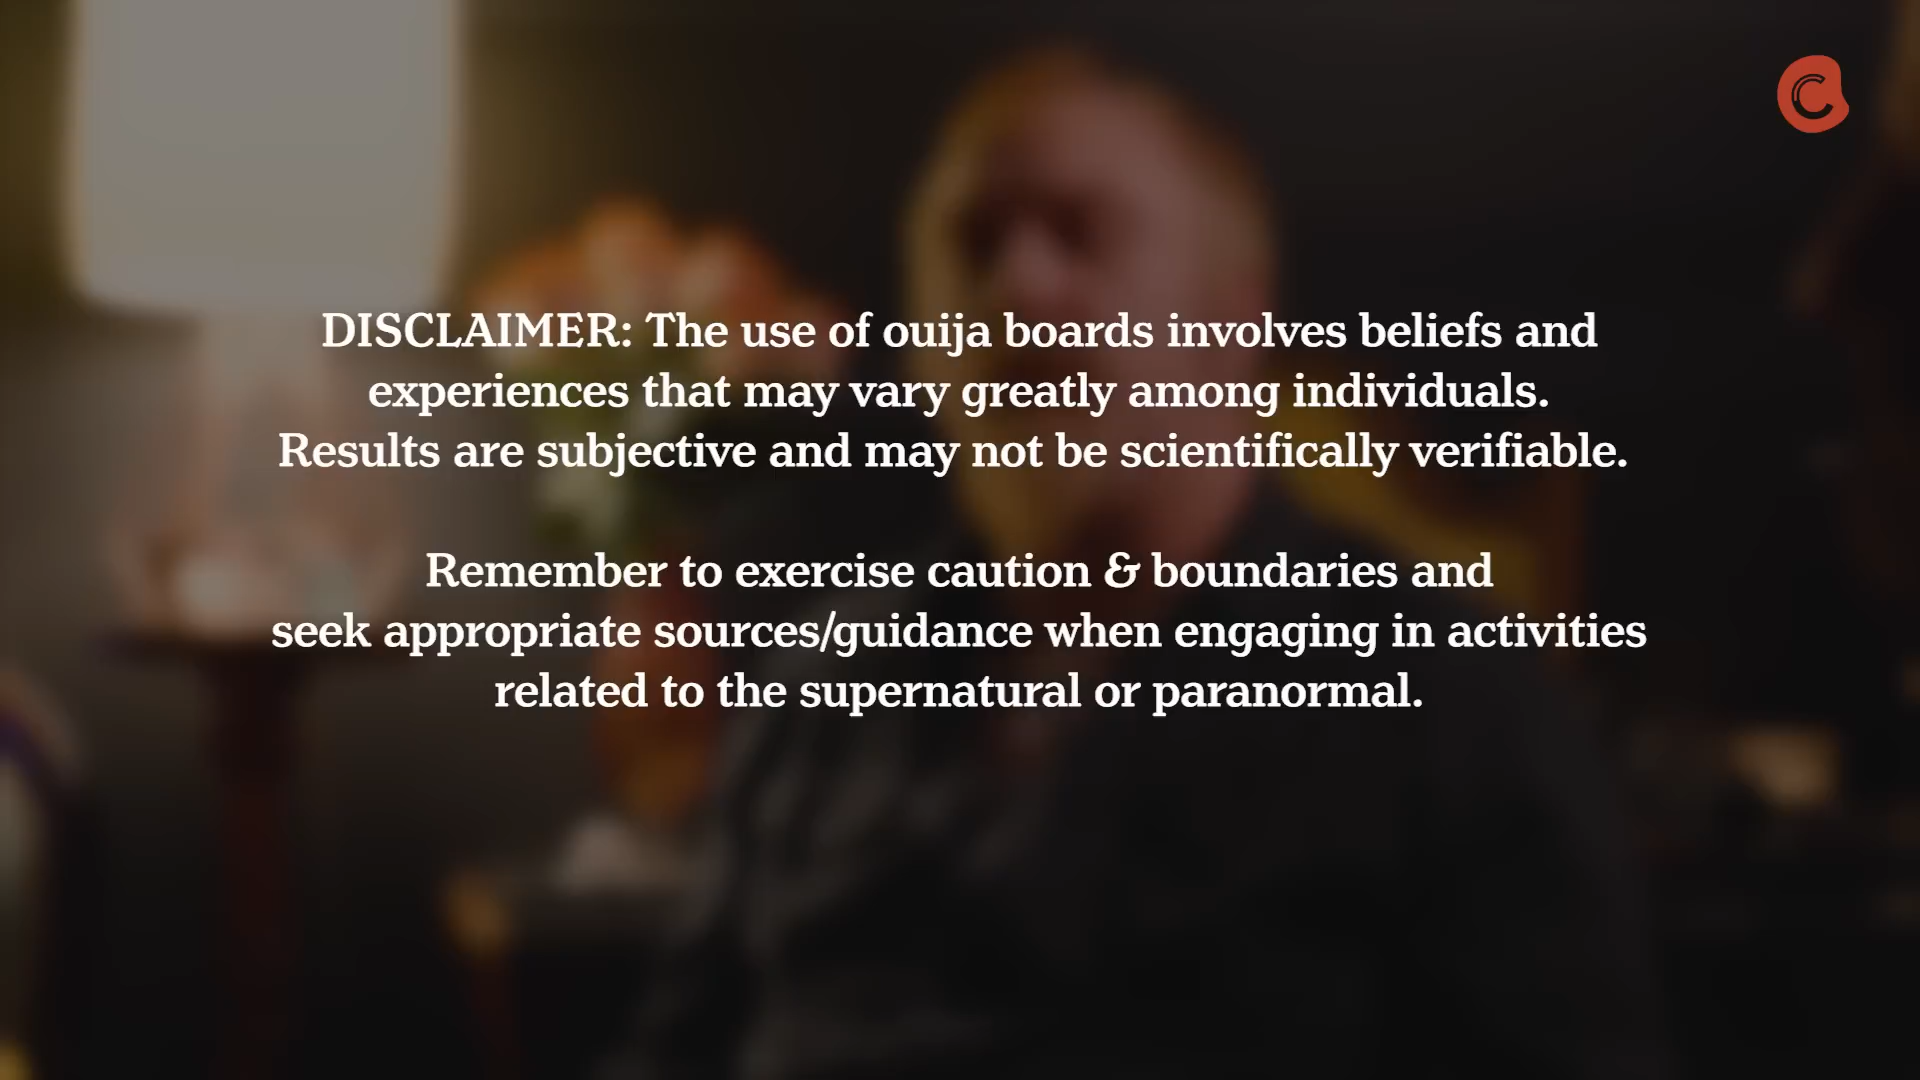 C
DISCLAIMER: The use of ouija boards involves beliefs and
experiences that may vary greatly among individuals.
Results are subjective and may not be scientifically verifiable.
Remember to exercise caution & boundaries and
seek appropriate sources/guidance when engaging in activities
related to the supernatural or paranormal.